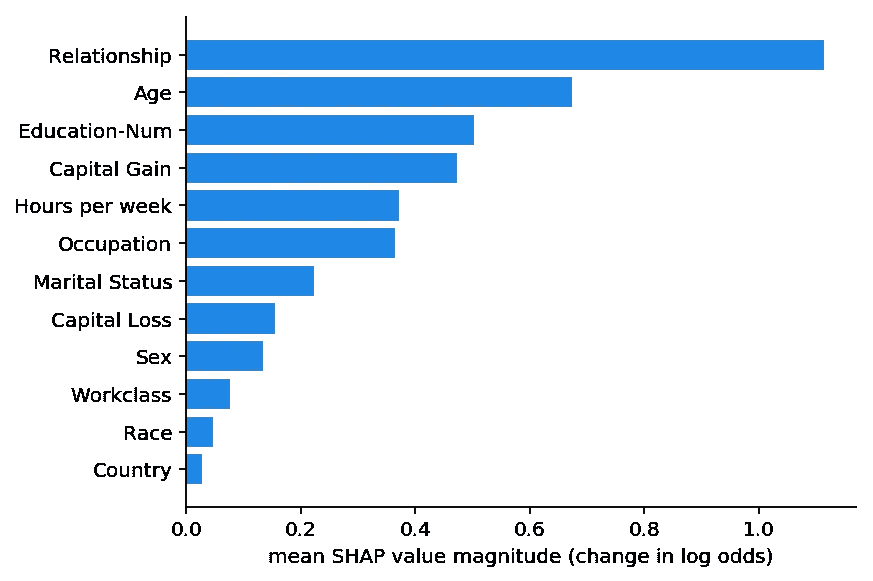 Relationship
Age
Education-Num
Capital Gain
Hours per week
Occupation
Marital Status
Capital Loss
Sex
Workclass
Race
Country
0.0 0.2 0.4 0.6 0.8 1.0
mean SHAP value magnitude (change in log odds)